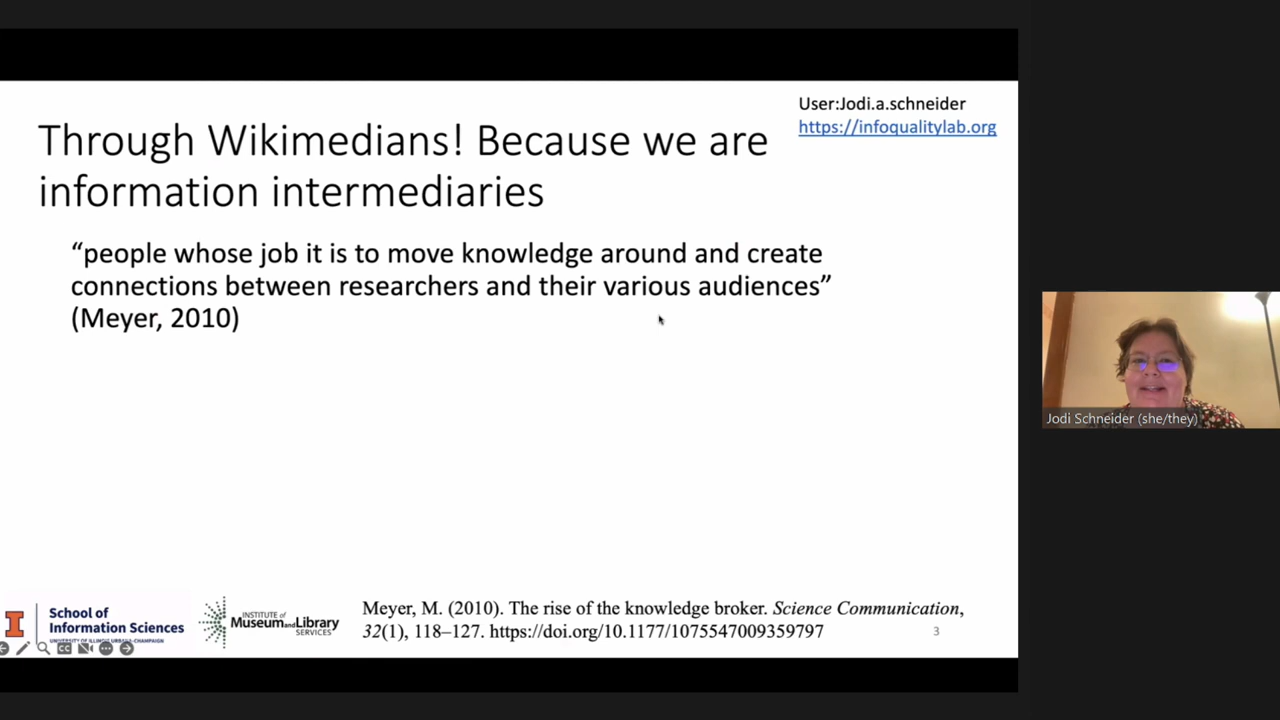 User:Jodi.a.schneider
https://infoqualitylab.org
Through Wikimedians! Because we are
information intermediaries
“people whose job it is to move knowledge around and create
connections between researchers and their various audiences”
(Meyer, 2010)
Jodi Schneider (she/they)
I
School of
Information Sciences
UNIVERSITY OF ILLINOIS URBANA-CHAMPAIGN
INSTITUTE of
Museum and Library
SERVICES
Meyer, M. (2010). The rise of the knowledge broker. Science Communication,
32(1), 118–127. https://doi.org/10.1177/1075547009359797
3
CC